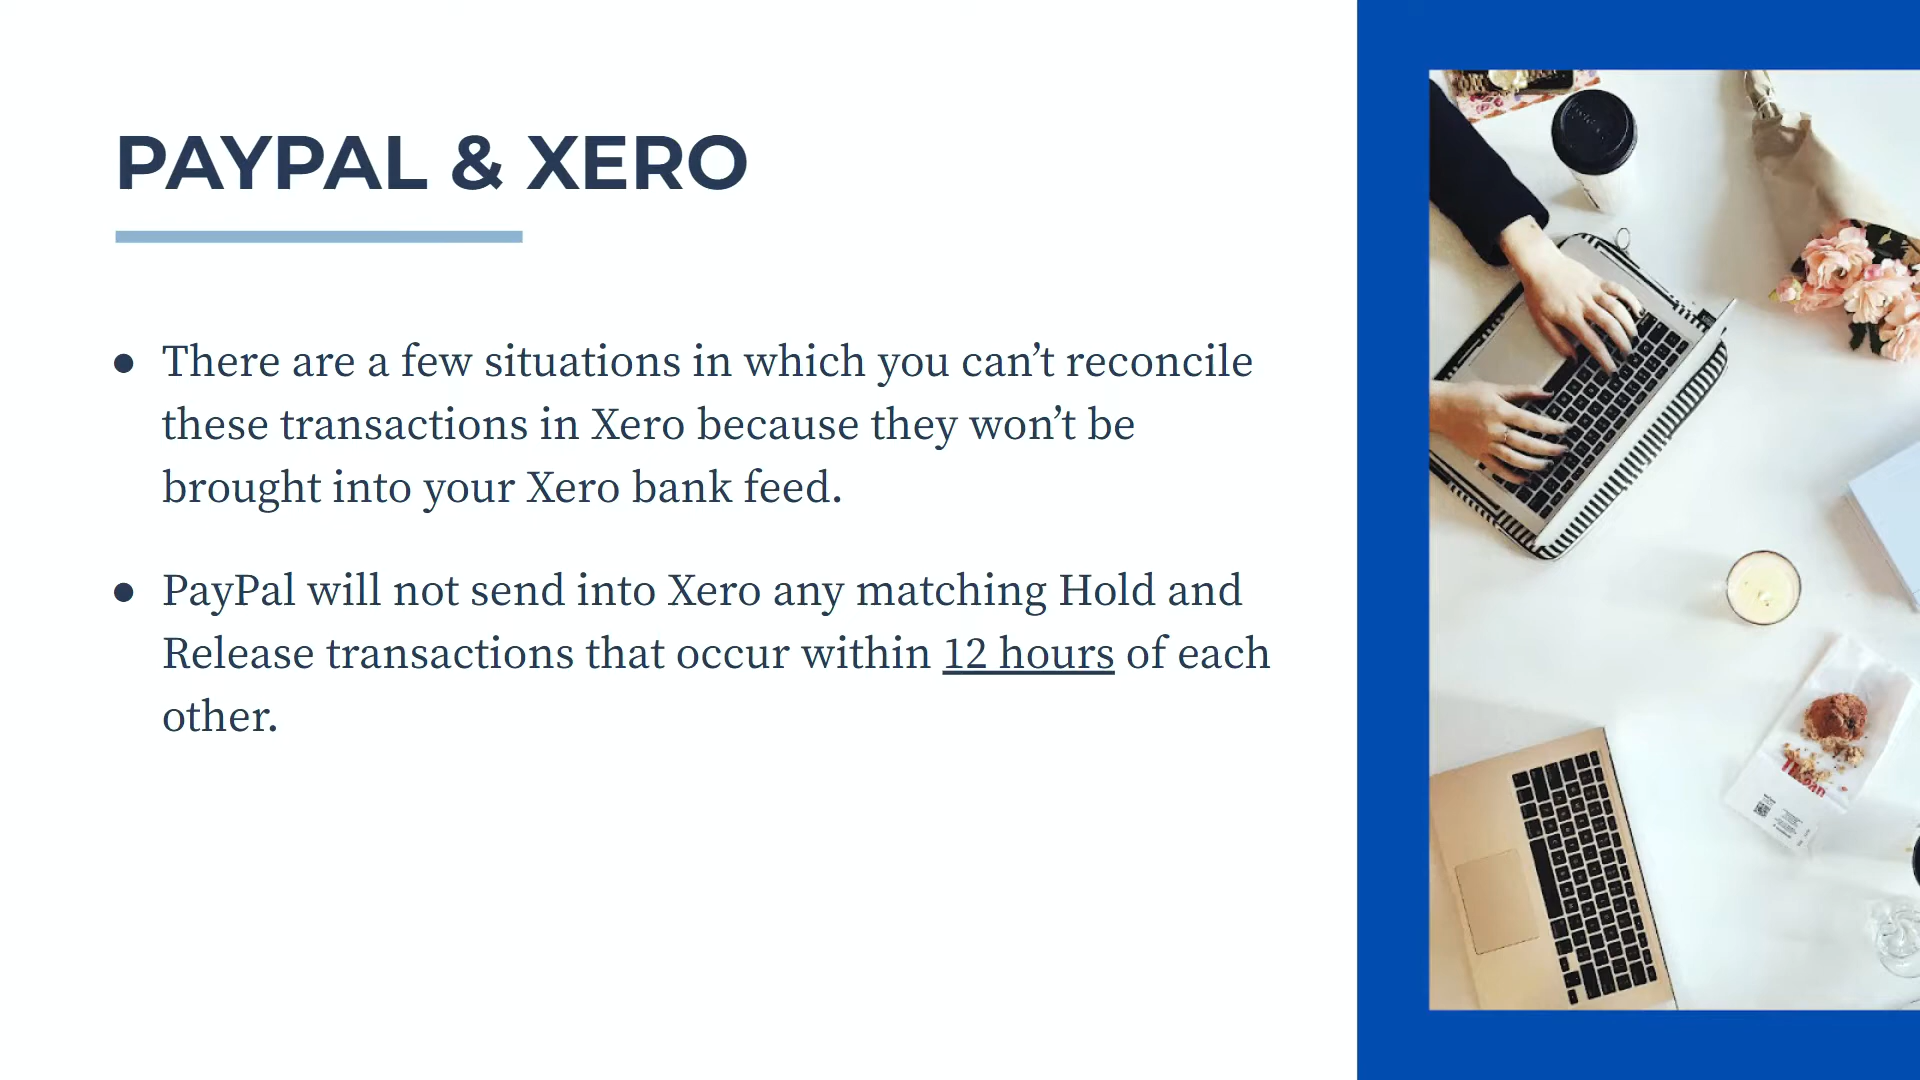 PAYPAL & XERO
● There are a few situations in which you can’t reconcile
these transactions in Xero because they won’t be
brought into your Xero bank feed.
● PayPal will not send into Xero any matching Hold and
Release transactions that occur within 12 hours of each
other.